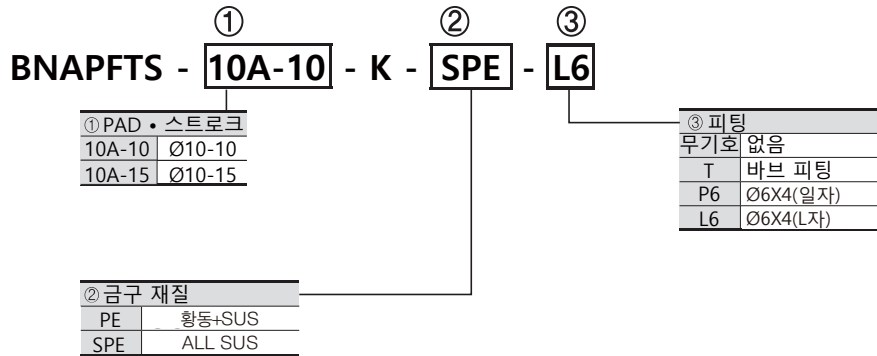 ① ② ③
BNAPFTS - 10A-10 - K - SPE - L6
① PAD • 스트로크
10A-10 Ø10-10
10A-15 Ø10-15
③ 피팅
무기호 없음
T 바브 피팅
P6 Ø6X4(일자)
L6 Ø6X4(L자)
② 금구 재질
PE 황동+SUS
SPE ALL SUS